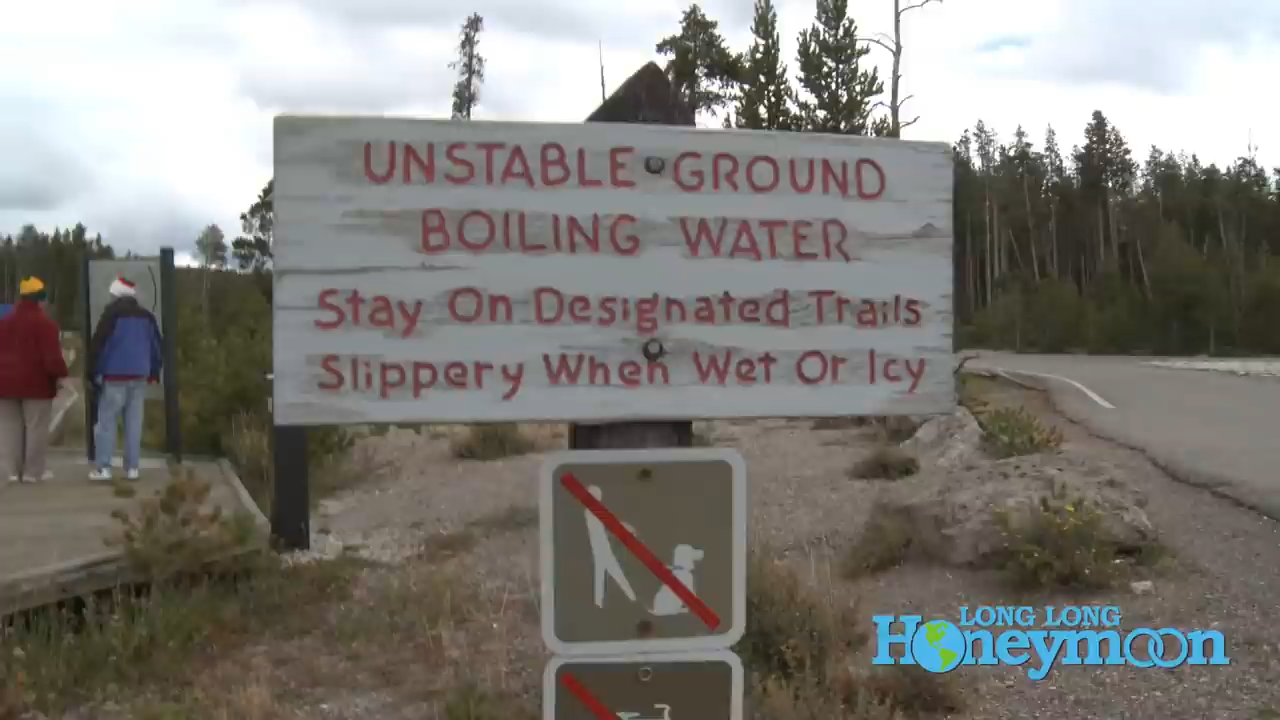 UNSTABLE GROUND
BOILING WATER
Stay On Designated Trails
Slippery When Wet Or Icy
LONG LONG
Honeymoon